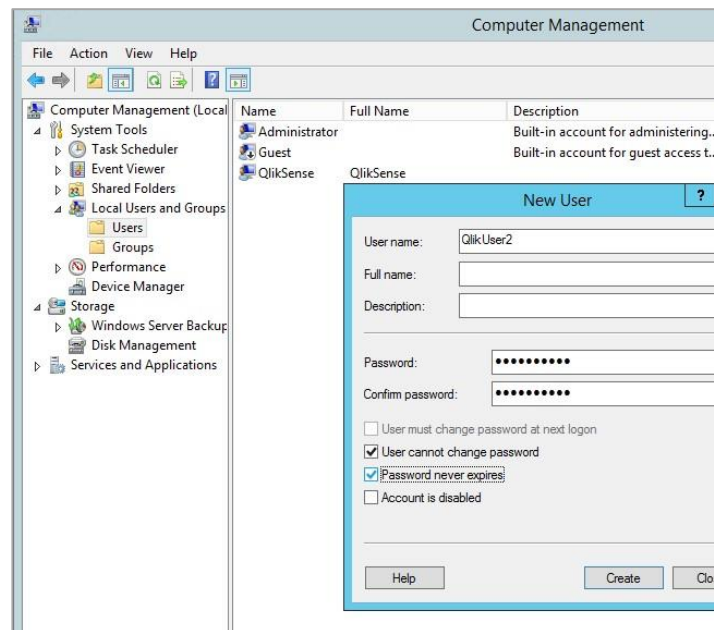 Computer Management
File Action View Help
Computer Management (Local
System Tools
Task Scheduler
Event Viewer
Shared Folders
Local Users and Groups
Users
Groups
Performance
Device Manager
Storage
Windows Server Backup
Disk Management
Services and Applications
Name Full Name Description
Administrator Built-in account for administering...
Guest Built-in account for guest access t...
QlikSense QlikSense
New User ?
User name: QlikUser2
Full name:
Description:
Password: ●●●●●●●●●●
Confirm password: ●●●●●●●●●●
User must change password at next logon
User cannot change password
Password never expires
Account is disabled
Help Create Clo